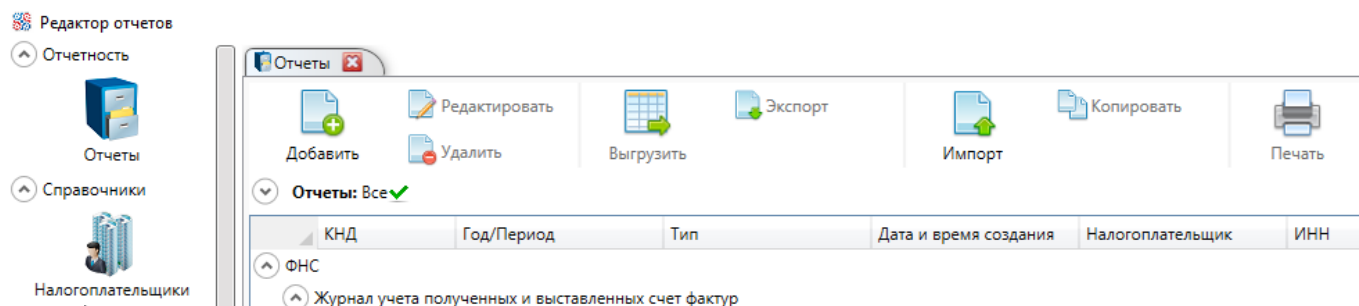 Редактор отчетов
Отчетность
Отчеты
Справочники
Налогоплательщики
Отчеты
Добавить
Редактировать
Удалить
Выгрузить
Экспорт
Импорт
Копировать
Печать
Отчеты: Все
КНД Год/Период Тип Дата и время создания Налогоплательщик ИНН
ФНС
Журнал учета полученных и выставленных счет фактур